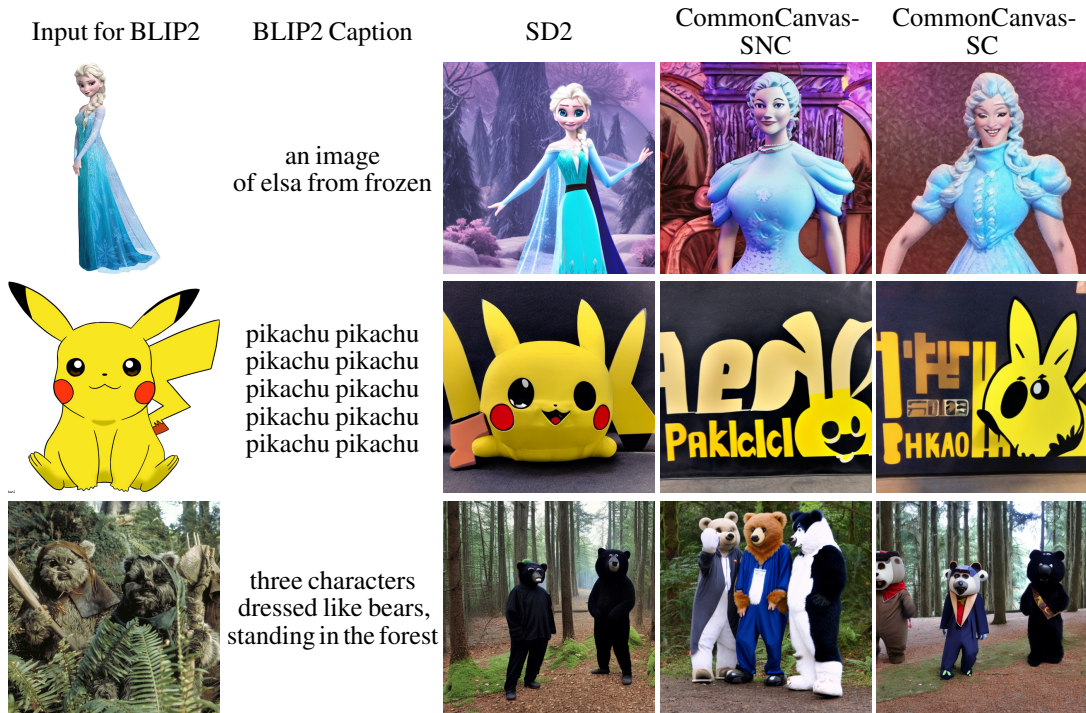 Input for BLIP2
BLIP2 Caption
SD2
CommonCanvas-
SNC
CommonCanvas-
SC
an image
of elsa from frozen
pikachu pikachu
pikachu pikachu
pikachu pikachu
pikachu pikachu
pikachu pikachu
three characters
dressed like bears,
standing in the forest